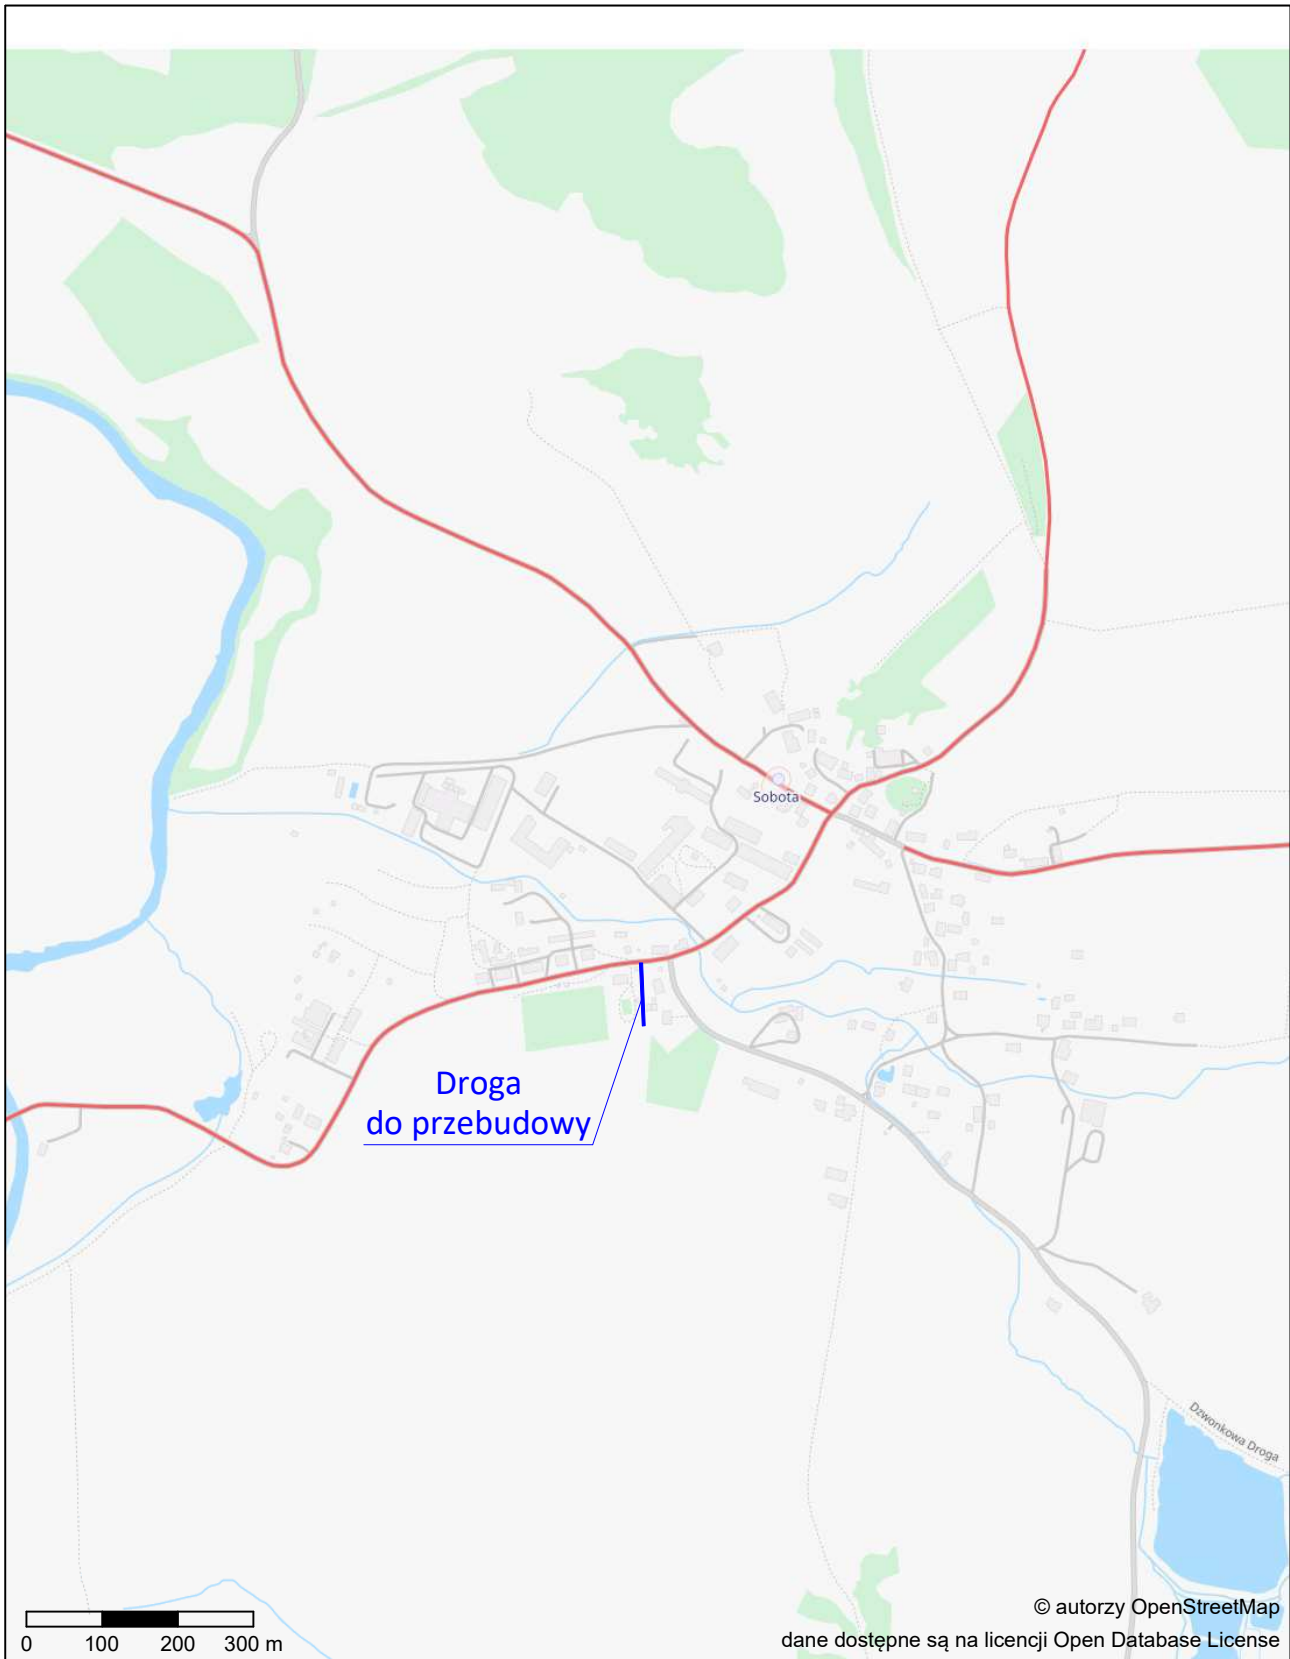 Sobota
Droga
do przebudowy
Dzwonkowa Droga
0 100 200 300 m
© autorzy OpenStreetMap
dane dostępne są na licencji Open Database License